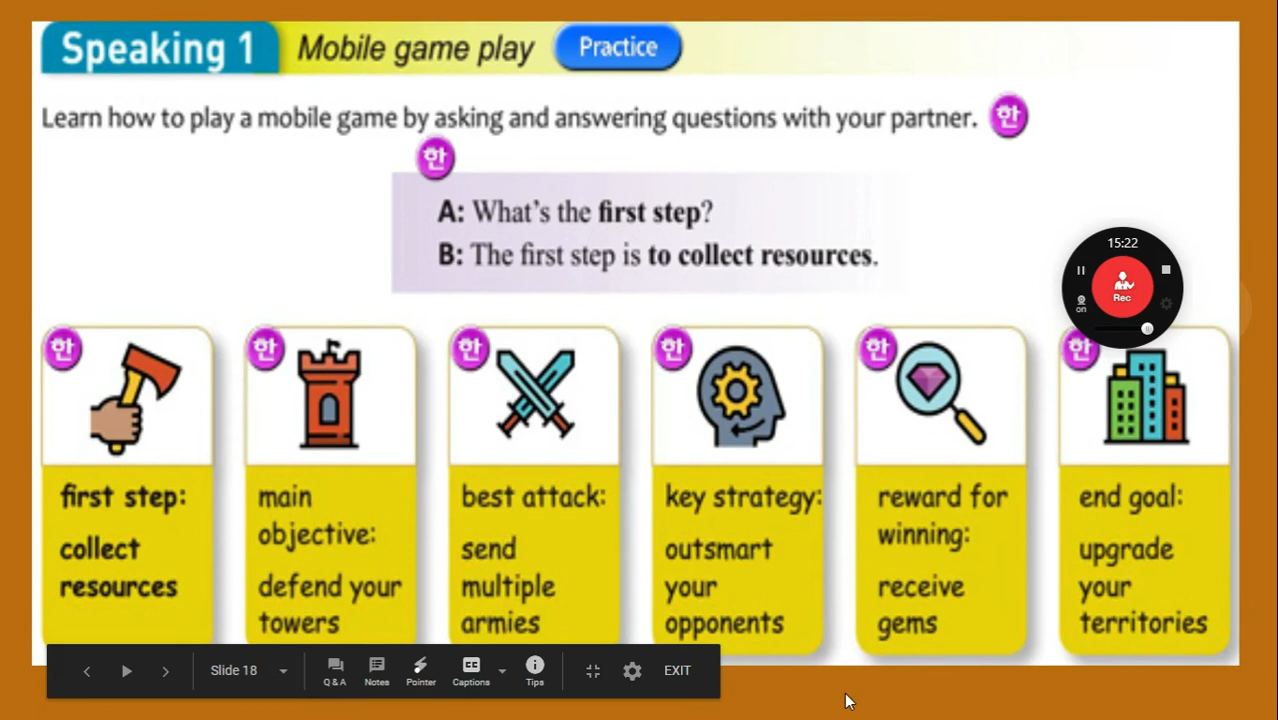 Speaking 1 Mobile game play Practice
Learn how to play a mobile game by asking and answering questions with your partner. 한
한
A: What's the first step?
B: The first step is to collect resources.
15:22
Rec
on
한
first step:
collect
resources
한
main
objective:
defend your
towers
한
best attack:
send
multiple
armies
한
key strategy:
outsmart
your
opponents
한
reward for
winning:
receive
gems
한
end goal:
upgrade
your
territories
Slide 18
Q & A
Notes
Pointer
CC
Captions
Tips
EXIT